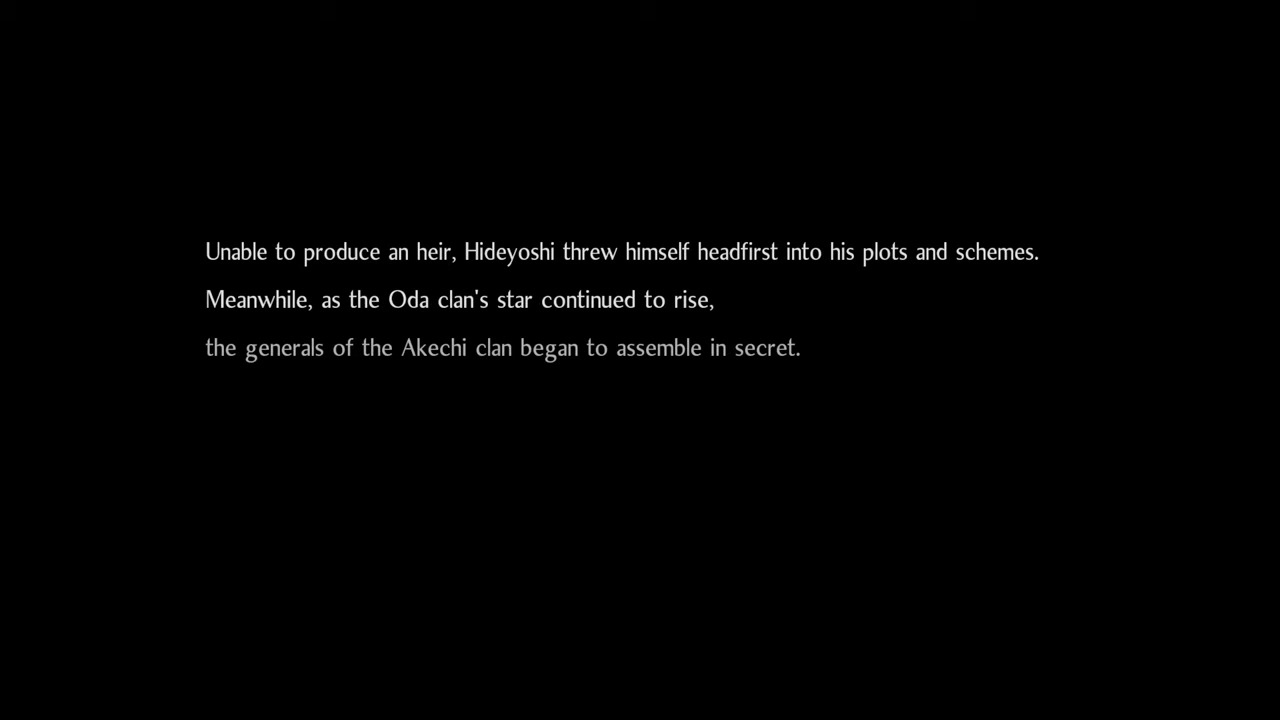 Unable to produce an heir, Hideyoshi threw himself headfirst into his plots and schemes.
Meanwhile, as the Oda clan's star continued to rise,
the generals of the Akechi clan began to assemble in secret.